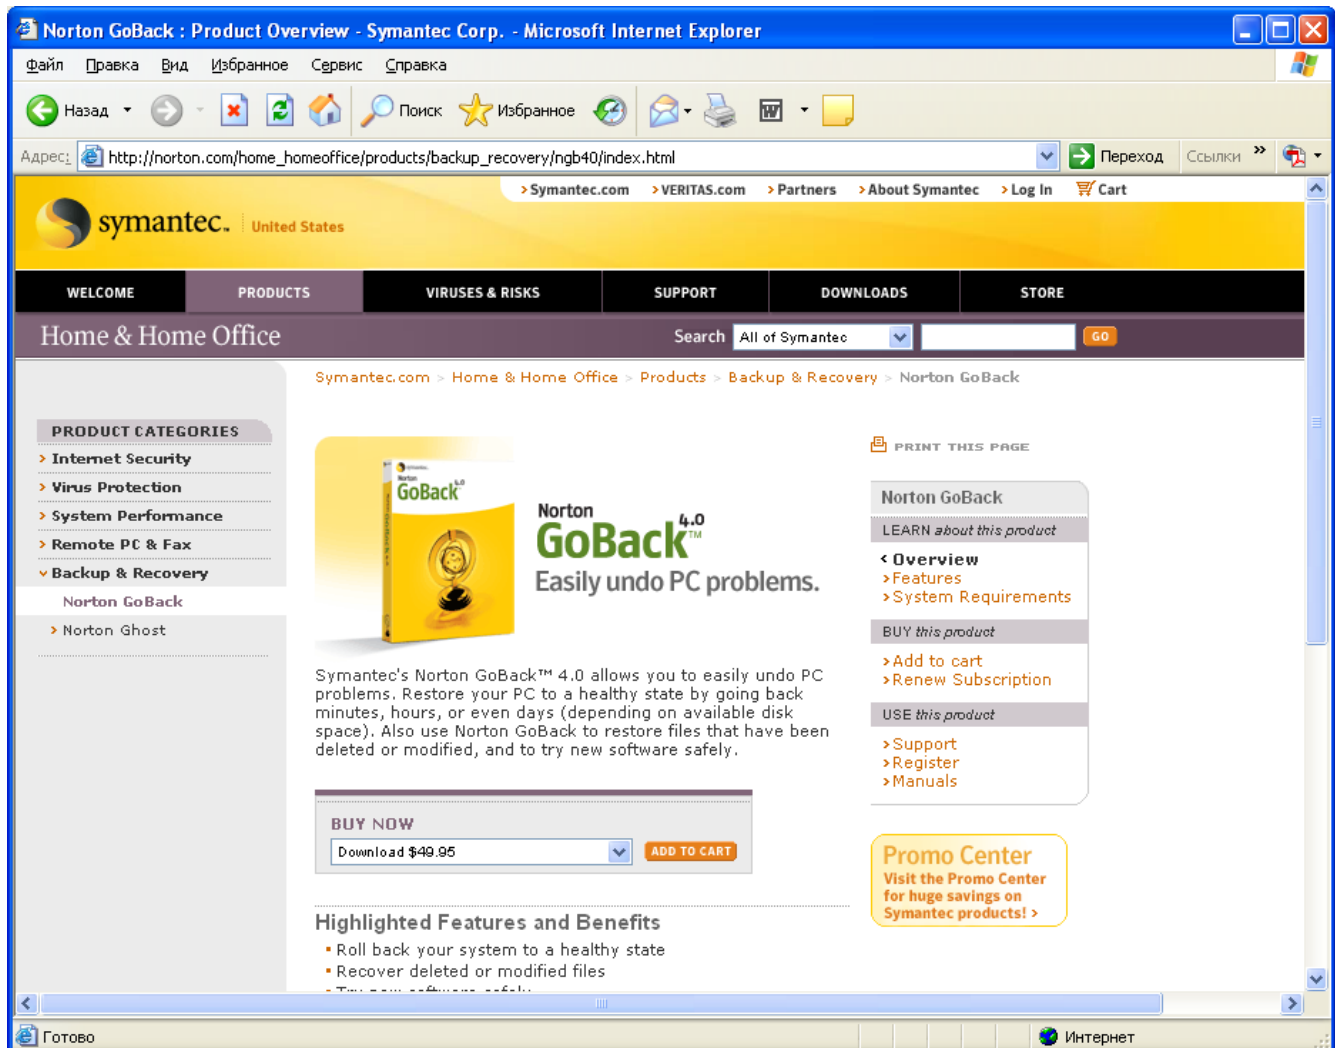 Norton GoBack : Product Overview - Symantec Corp. - Microsoft Internet Explorer
Файл Правка Вид Избранное Сервис Справка
Назад Поиск Избранное
Адрес: http://norton.com/home_homeoffice/products/backup_recovery/ngb40/index.html Переход Ссылки »
> Symantec.com > VERITAS.com > Partners > About Symantec > Log In Cart
symantec. United States
WELCOME PRODUCTS VIRUSES & RISKS SUPPORT DOWNLOADS STORE
Home & Home Office Search All of Symantec GO
Symantec.com > Home & Home Office > Products > Backup & Recovery > Norton GoBack
PRODUCT CATEGORIES
> Internet Security
> Virus Protection
> System Performance
> Remote PC & Fax
Backup & Recovery
Norton GoBack
> Norton Ghost
Norton
GoBack 4.0
Norton
GoBack™ 4.0
Easily undo PC problems.
Symantec's Norton GoBack™ 4.0 allows you to easily undo PC
problems. Restore your PC to a healthy state by going back
minutes, hours, or even days (depending on available disk
space). Also use Norton GoBack to restore files that have been
deleted or modified, and to try new software safely.
BUY NOW
Download $49.95 ADD TO CART
Highlighted Features and Benefits
▪ Roll back your system to a healthy state
▪ Recover deleted or modified files
▪ Try new software safely
PRINT THIS PAGE
Norton GoBack
LEARN about this product
< Overview
> Features
> System Requirements
BUY this product
> Add to cart
> Renew Subscription
USE this product
> Support
> Register
> Manuals
Promo Center
Visit the Promo Center
for huge savings on
Symantec products! >
Готово Интернет